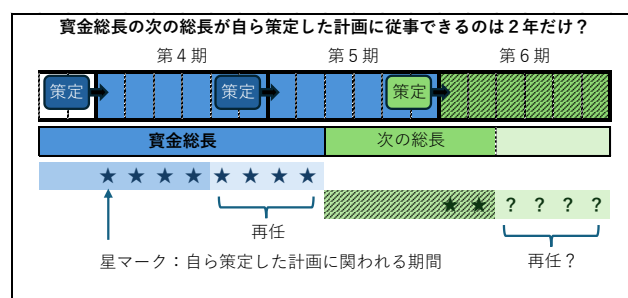 寳金総長の次の総長が自ら策定した計画に従事できるのは２年だけ？
第４期 第５期 第６期
策定 策定 策定
寳金総長 次の総長
★ ★ ★ ★ ★ ★ ★ ★
★ ★ ？ ？ ？ ？
再任
星マーク：自ら策定した計画に関われる期間 再任？